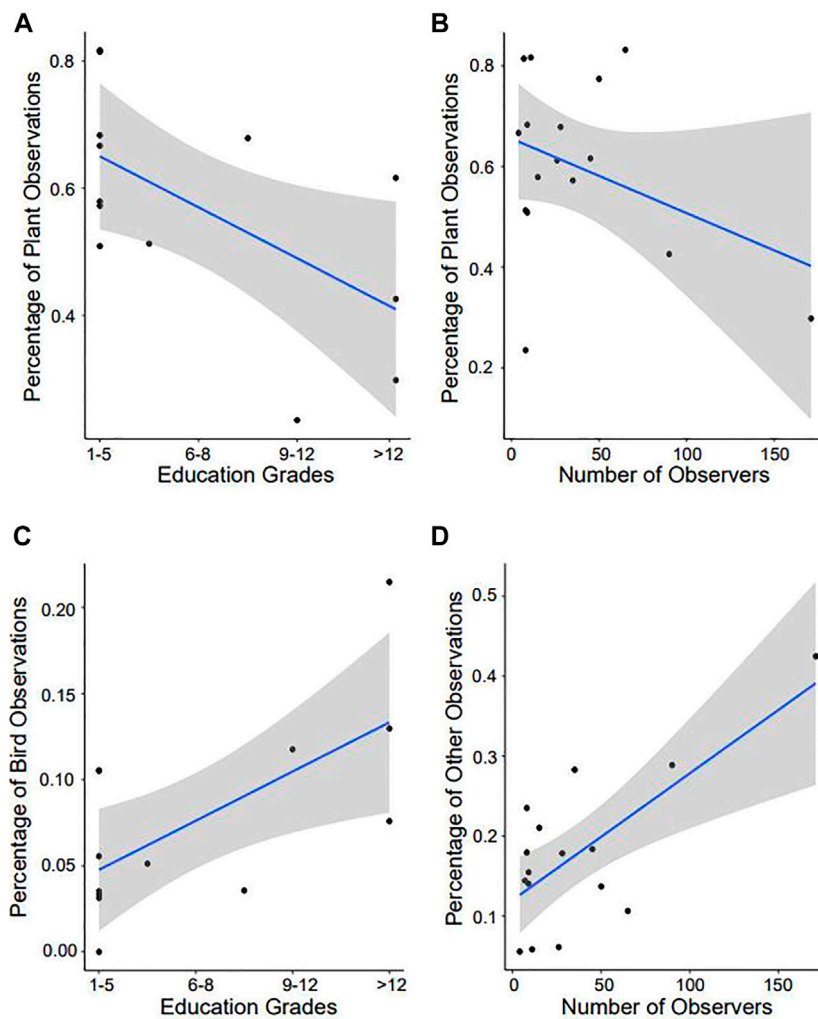 A
Percentage of Plant Observations
0.8
0.6
0.4
1-5
6-8
9-12
>12
Education Grades
B
Percentage of Plant Observations
0.8
0.6
0.4
0.2
0
50
100
150
Number of Observers
C
Percentage of Bird Observations
0.20
0.15
0.10
0.05
0.00
1-5
6-8
9-12
>12
Education Grades
D
Percentage of Other Observations
0.5
0.4
0.3
0.2
0.1
0
50
100
150
Number of Observers